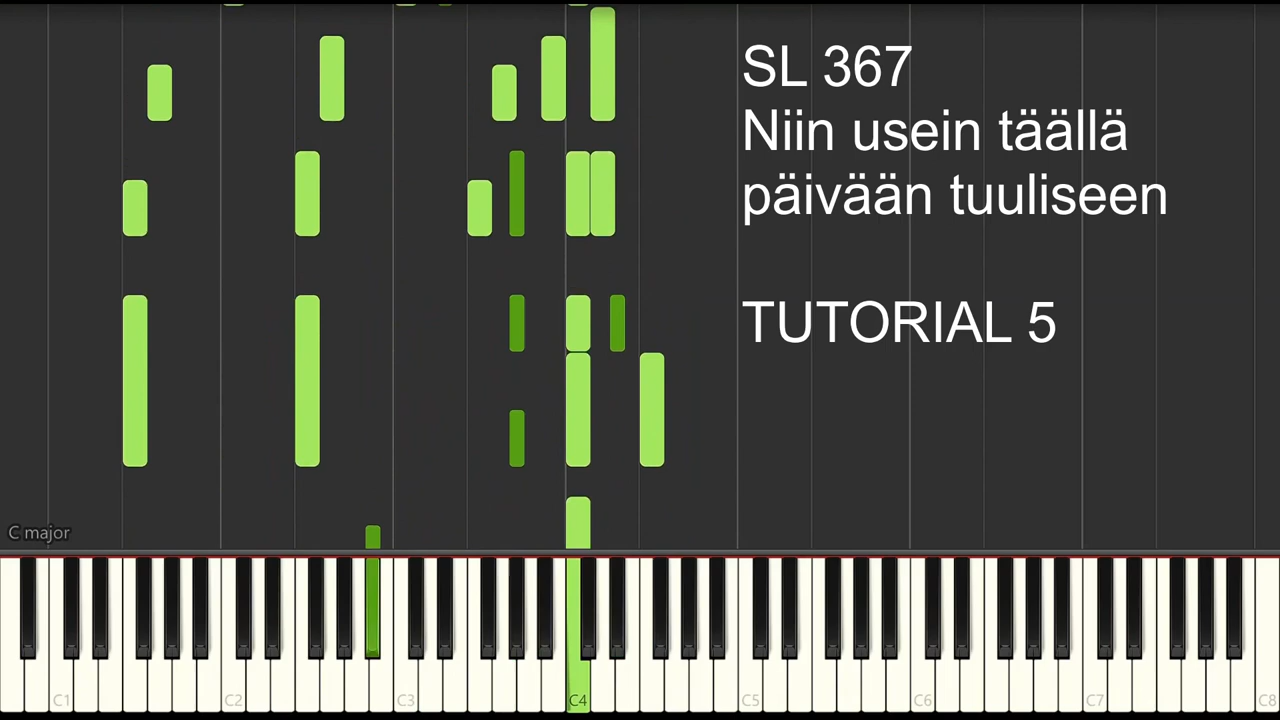 SL 367
Niin usein täällä
päivään tuuliseen
TUTORIAL 5
C major
C1 C2 C3 C4 C5 C6 C7 C8